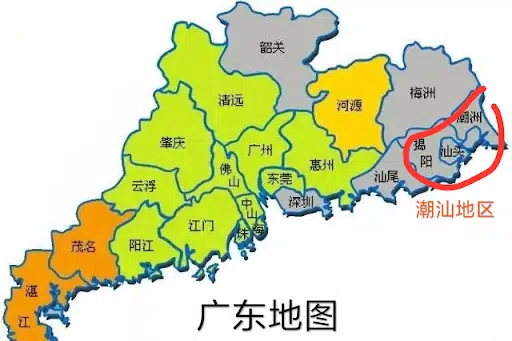 韶关
清远
河源
梅洲
潮洲
肇庆
广州
惠州
揭
阳
汕头
佛
山
东莞
汕尾
云浮
深圳
中
山
江门
珠
海
茂名
阳江
湛
江
潮汕地区
广东地图